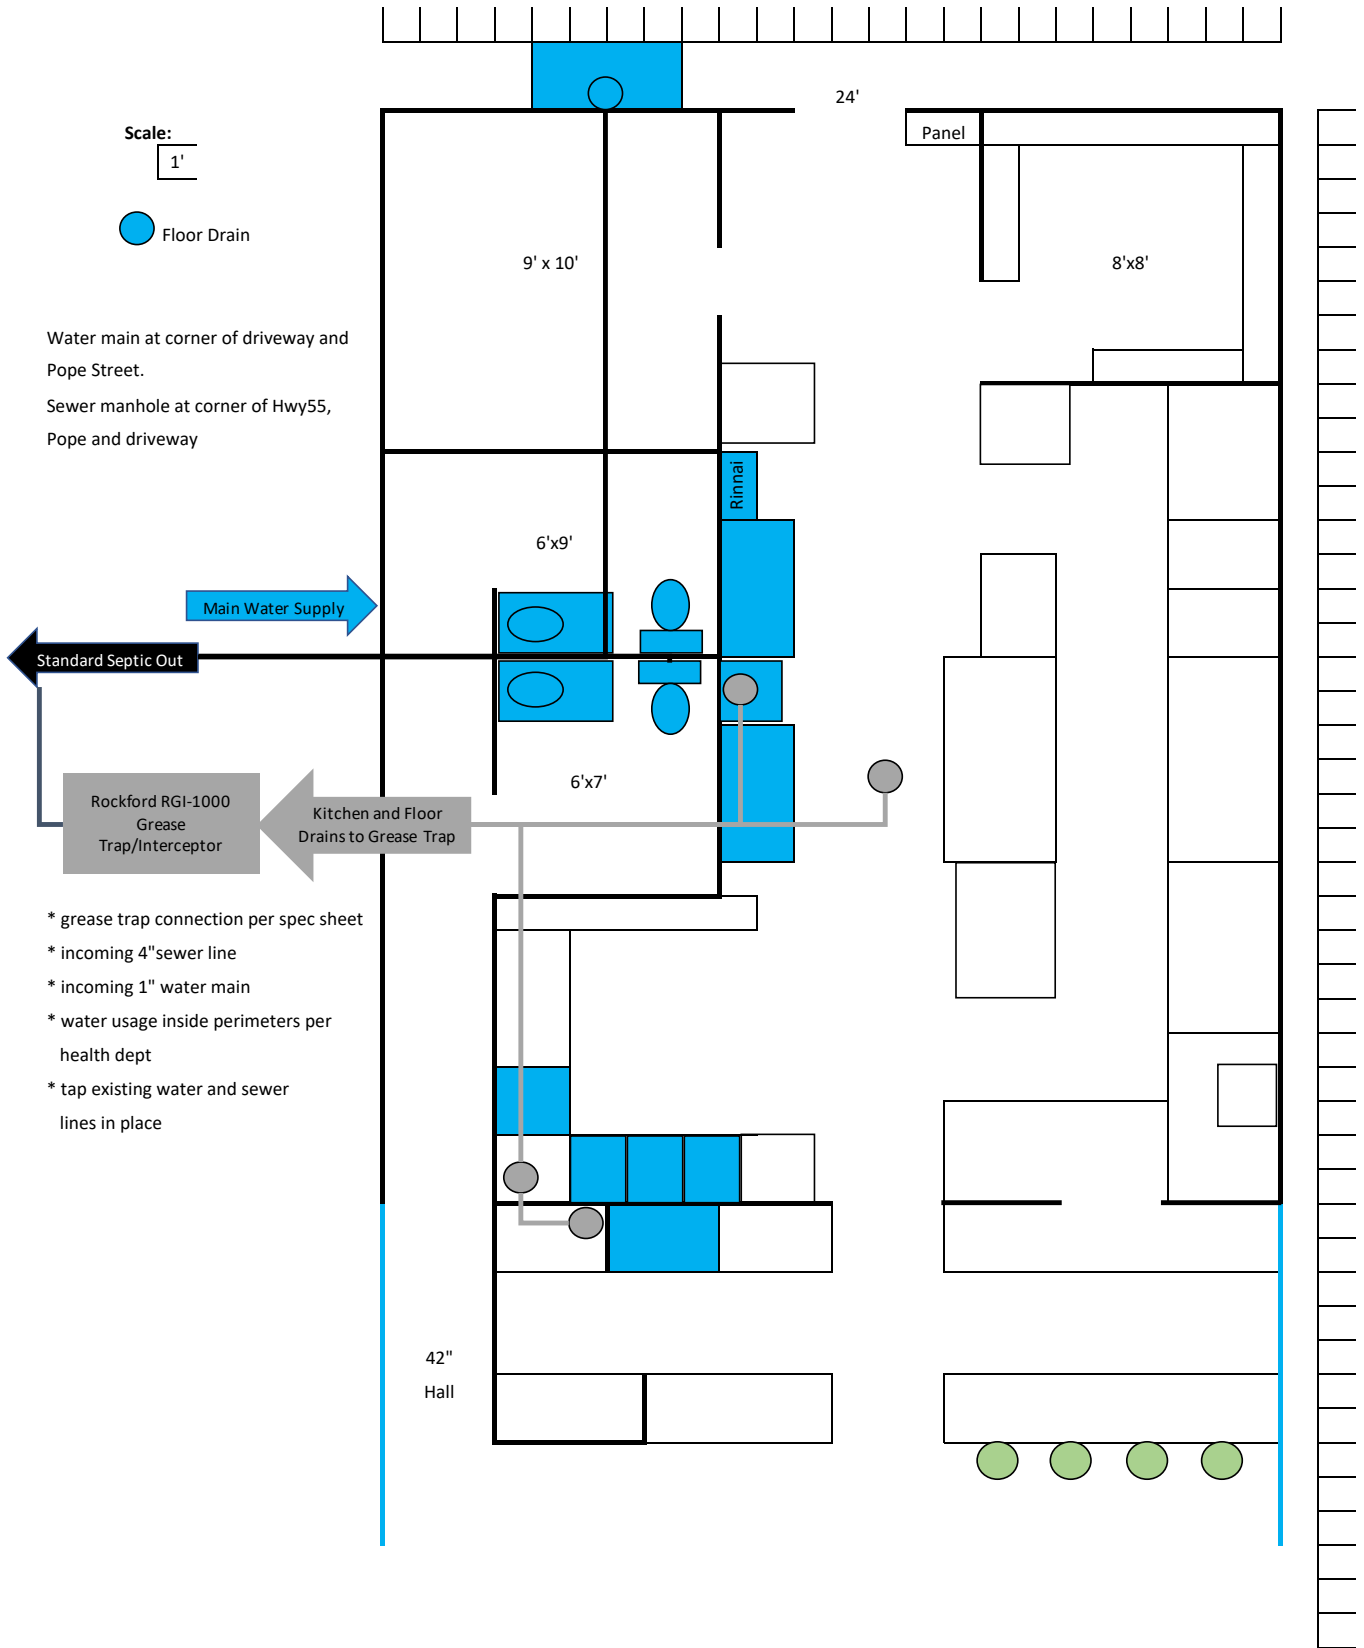 24'
Scale:
Panel
1'
Floor Drain
9' x 10'
8'x8'
Water main at corner of driveway and
Pope Street.
Sewer manhole at corner of Hwy55,
Pope and driveway
Rinnai
6'x9'
Main Water Supply
Standard Septic Out
6'x7'
Rockford RGI-1000
Grease
Trap/Interceptor
Kitchen and Floor
Drains to Grease Trap
* grease trap connection per spec sheet
* incoming 4"sewer line
* incoming 1" water main
* water usage inside perimeters per
health dept
* tap existing water and sewer
lines in place
42"
Hall